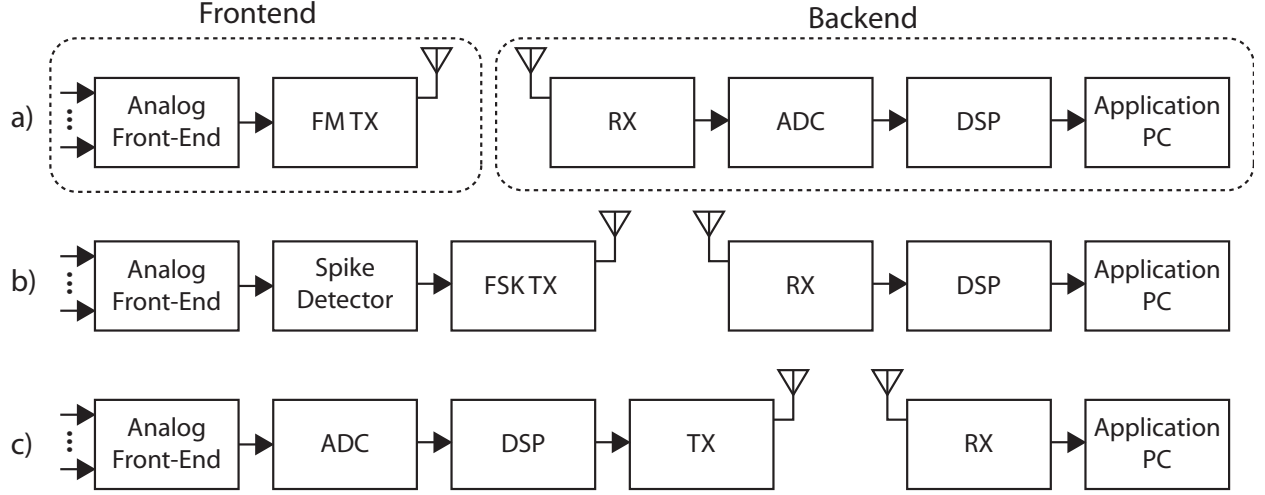 Frontend
Backend
a)
Analog
Front-End
FM TX
RX
ADC
DSP
Application
PC
b)
Analog
Front-End
Spike
Detector
FSK TX
RX
DSP
Application
PC
c)
Analog
Front-End
ADC
DSP
TX
RX
Application
PC